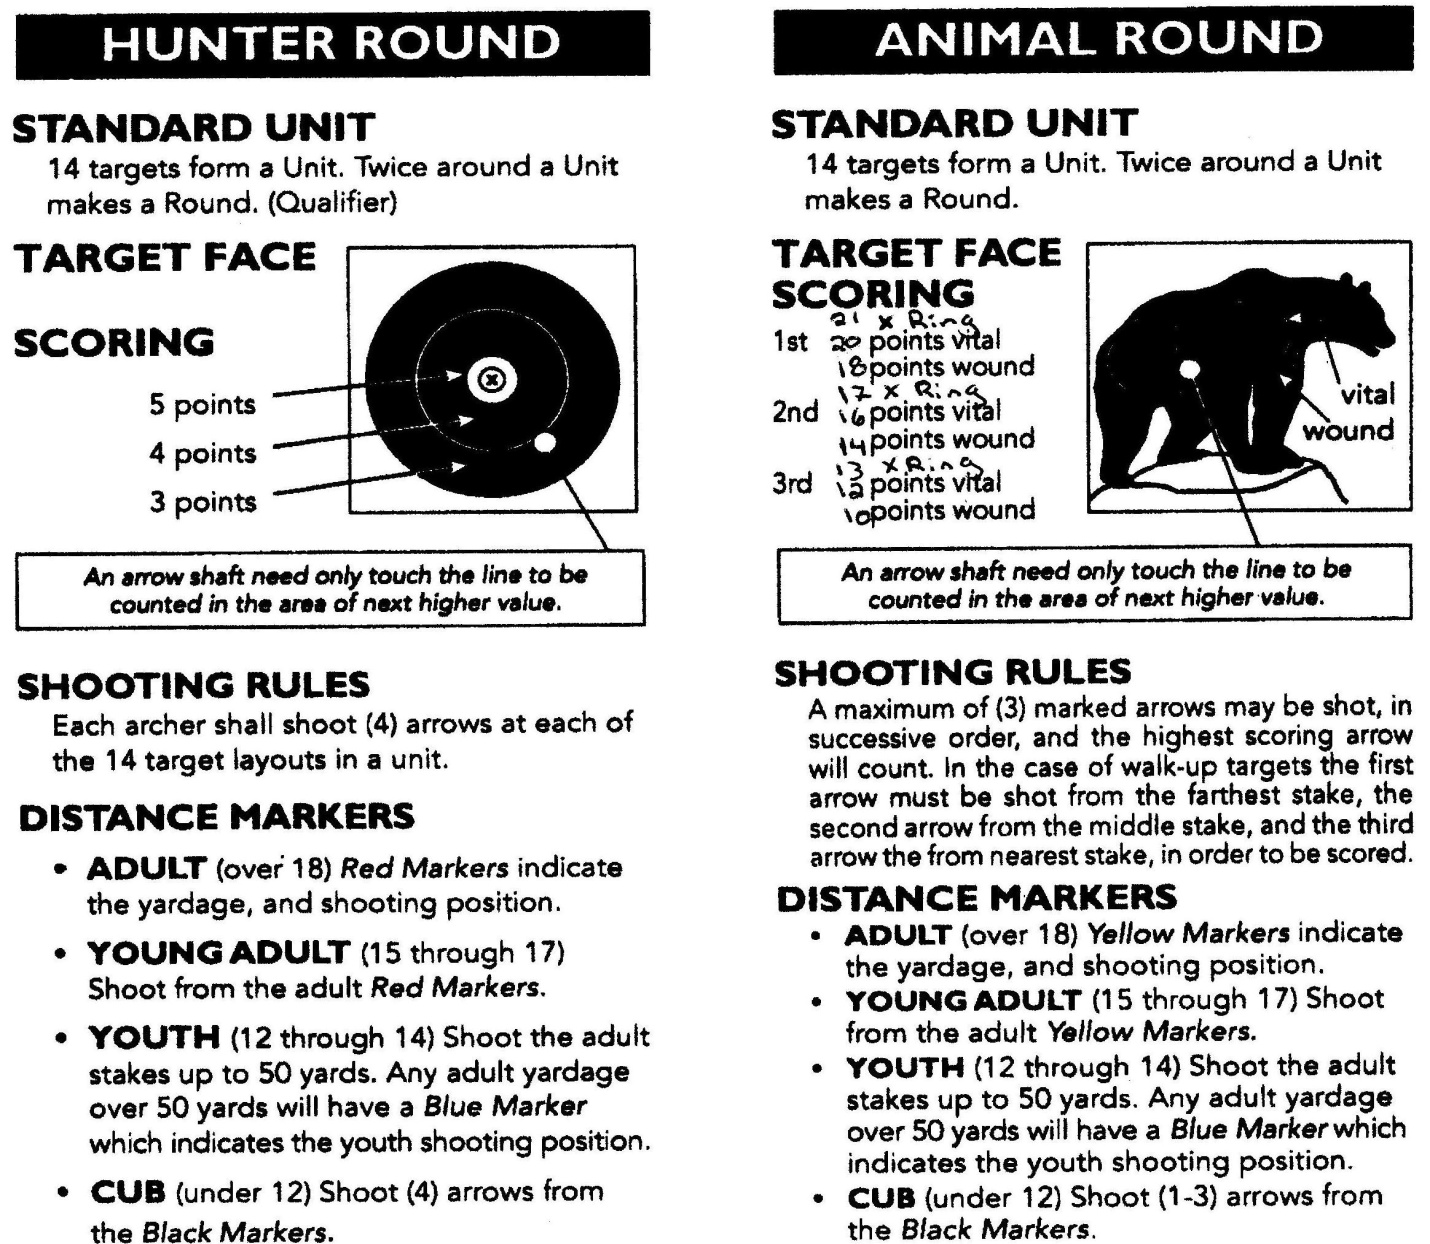 HUNTER ROUND
STANDARD UNIT
14 targets form a Unit. Twice around a Unit
makes a Round. (Qualifier)
TARGET FACE
SCORING
5 points
4 points
3 points
An arrow shaft need only touch the line to be
counted in the area of next higher value.
SHOOTING RULES
Each archer shall shoot (4) arrows at each of
the 14 target layouts in a unit.
DISTANCE MARKERS
• ADULT (over 18) Red Markers indicate
the yardage, and shooting position.
• YOUNG ADULT (15 through 17)
Shoot from the adult Red Markers.
• YOUTH (12 through 14) Shoot the adult
stakes up to 50 yards. Any adult yardage
over 50 yards will have a Blue Marker
which indicates the youth shooting position.
• CUB (under 12) Shoot (4) arrows from
the Black Markers.
ANIMAL ROUND
STANDARD UNIT
14 targets form a Unit. Twice around a Unit
makes a Round.
TARGET FACE
SCORING
21 x Ring
1st 20 points vital
18 points wound
17 x Ring
2nd 16 points vital
14 points wound
13 x Ring
3rd 12 points vital
10 points wound
vital
wound
An arrow shaft need only touch the line to be
counted in the area of next higher value.
SHOOTING RULES
A maximum of (3) marked arrows may be shot, in
successive order, and the highest scoring arrow
will count. In the case of walk-up targets the first
arrow must be shot from the farthest stake, the
second arrow from the middle stake, and the third
arrow the from nearest stake, in order to be scored.
DISTANCE MARKERS
• ADULT (over 18) Yellow Markers indicate
the yardage, and shooting position.
• YOUNG ADULT (15 through 17) Shoot
from the adult Yellow Markers.
• YOUTH (12 through 14) Shoot the adult
stakes up to 50 yards. Any adult yardage
over 50 yards will have a Blue Marker which
indicates the youth shooting position.
• CUB (under 12) Shoot (1-3) arrows from
the Black Markers.